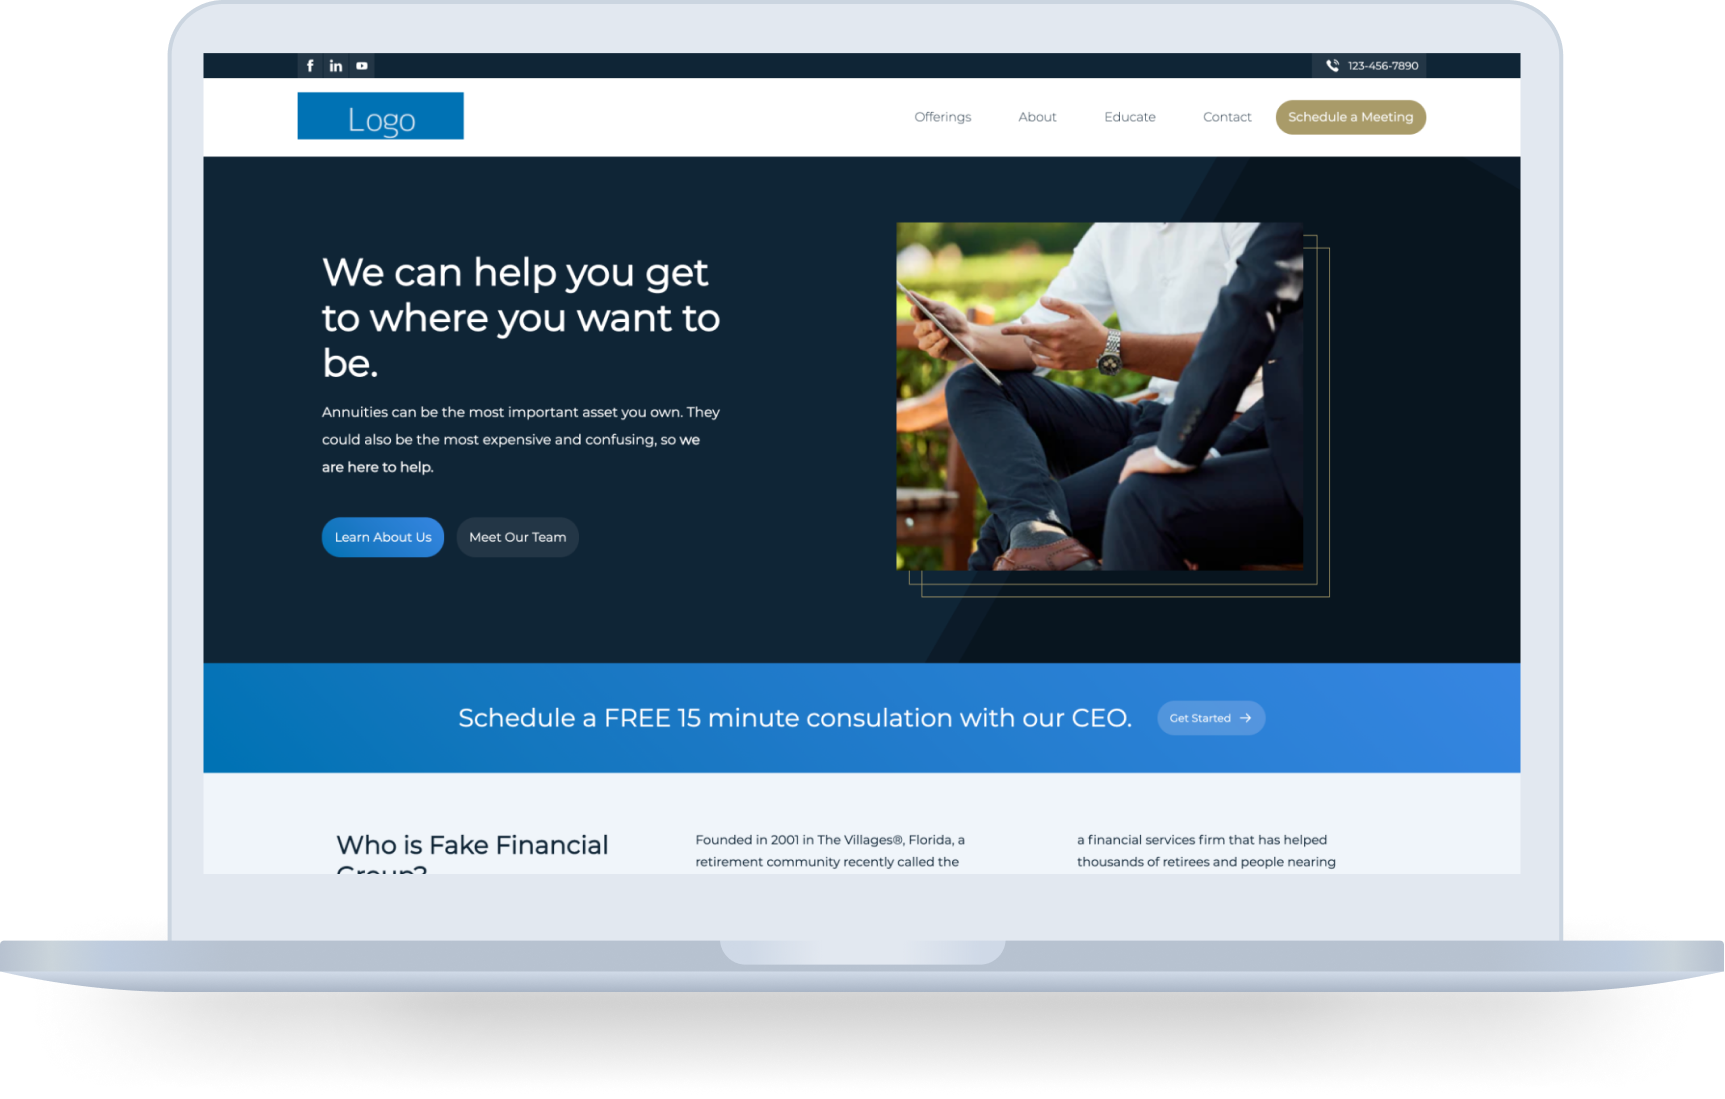 123-456-7890
Logo
Offerings
About
Educate
Contact
Schedule a Meeting
We can help you get
to where you want to
be.
Annuities can be the most important asset you own. They
could also be the most expensive and confusing, so we
are here to help.
Learn About Us
Meet Our Team
Schedule a FREE 15 minute consulation with our CEO.
Get Started
Who is Fake Financial
Group?
Founded in 2001 in The Villages®, Florida, a
retirement community recently called the
a financial services firm that has helped
thousands of retirees and people nearing